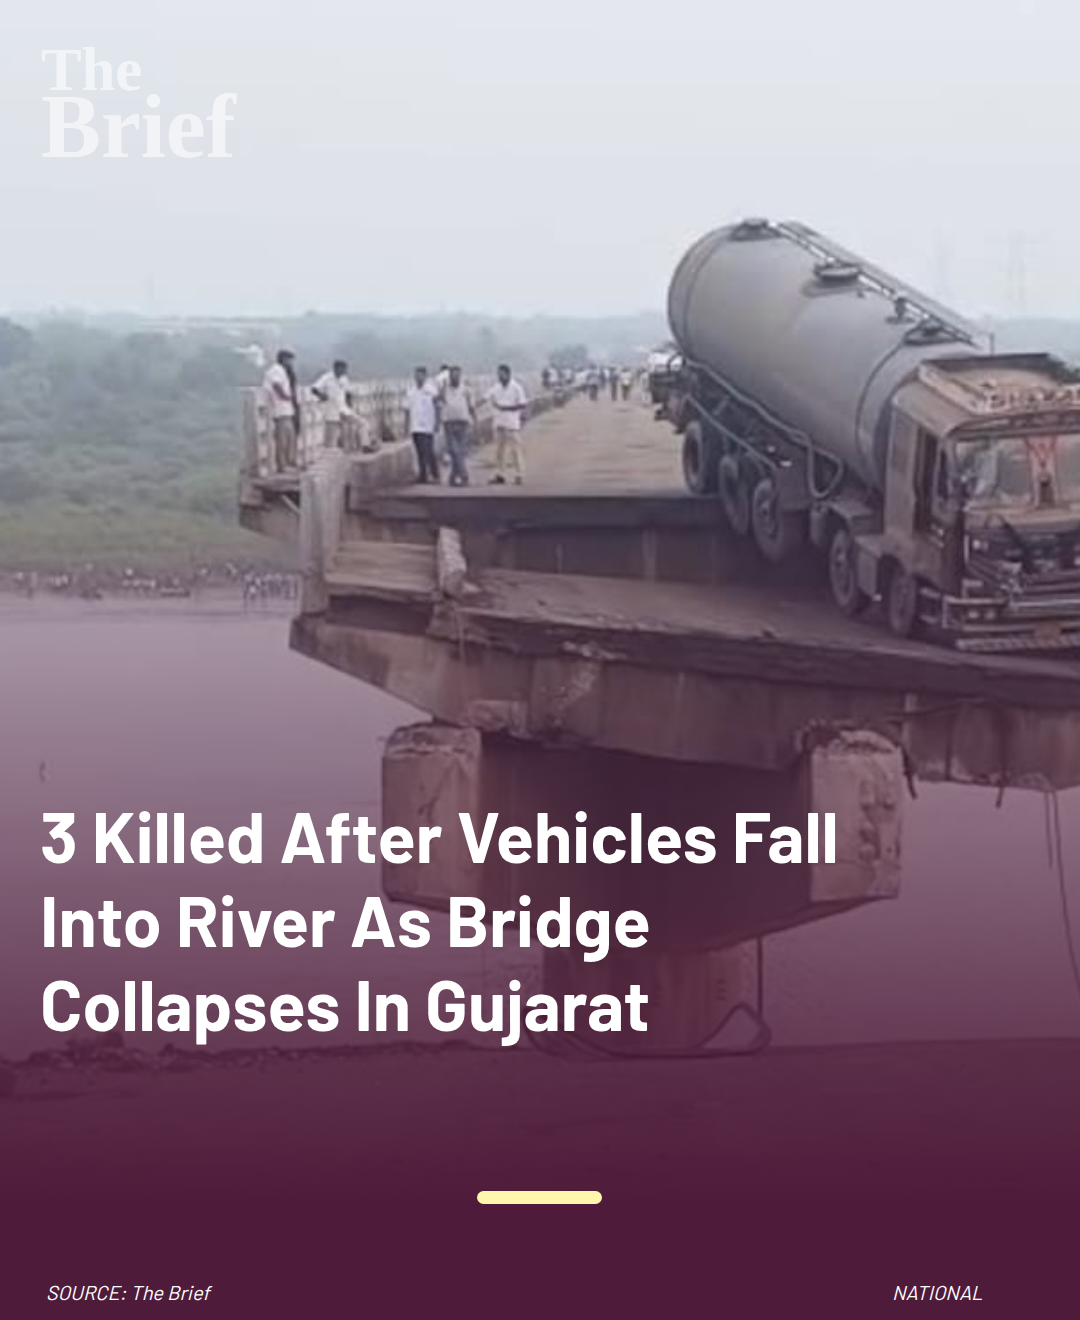 The
Brief
3 Killed After Vehicles Fall
Into River As Bridge
Collapses In Gujarat
SOURCE: The Brief
NATIONAL